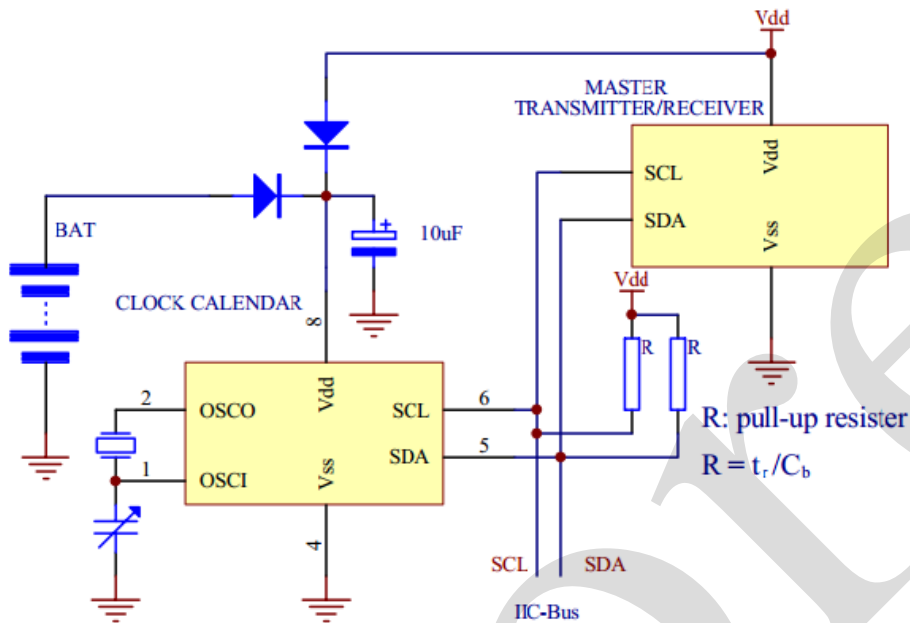 Vdd
MASTER
TRANSMITTER/RECEIVER
SCL
Vdd
SDA
Vss
BAT
+
10uF
Vdd
CLOCK CALENDAR
8
R
R
2
OSCO
Vdd
SCL
6
1
OSCI
Vss
SDA
5
R: pull-up resister
R = tr/Cb
4
SCL
SDA
IIC-Bus